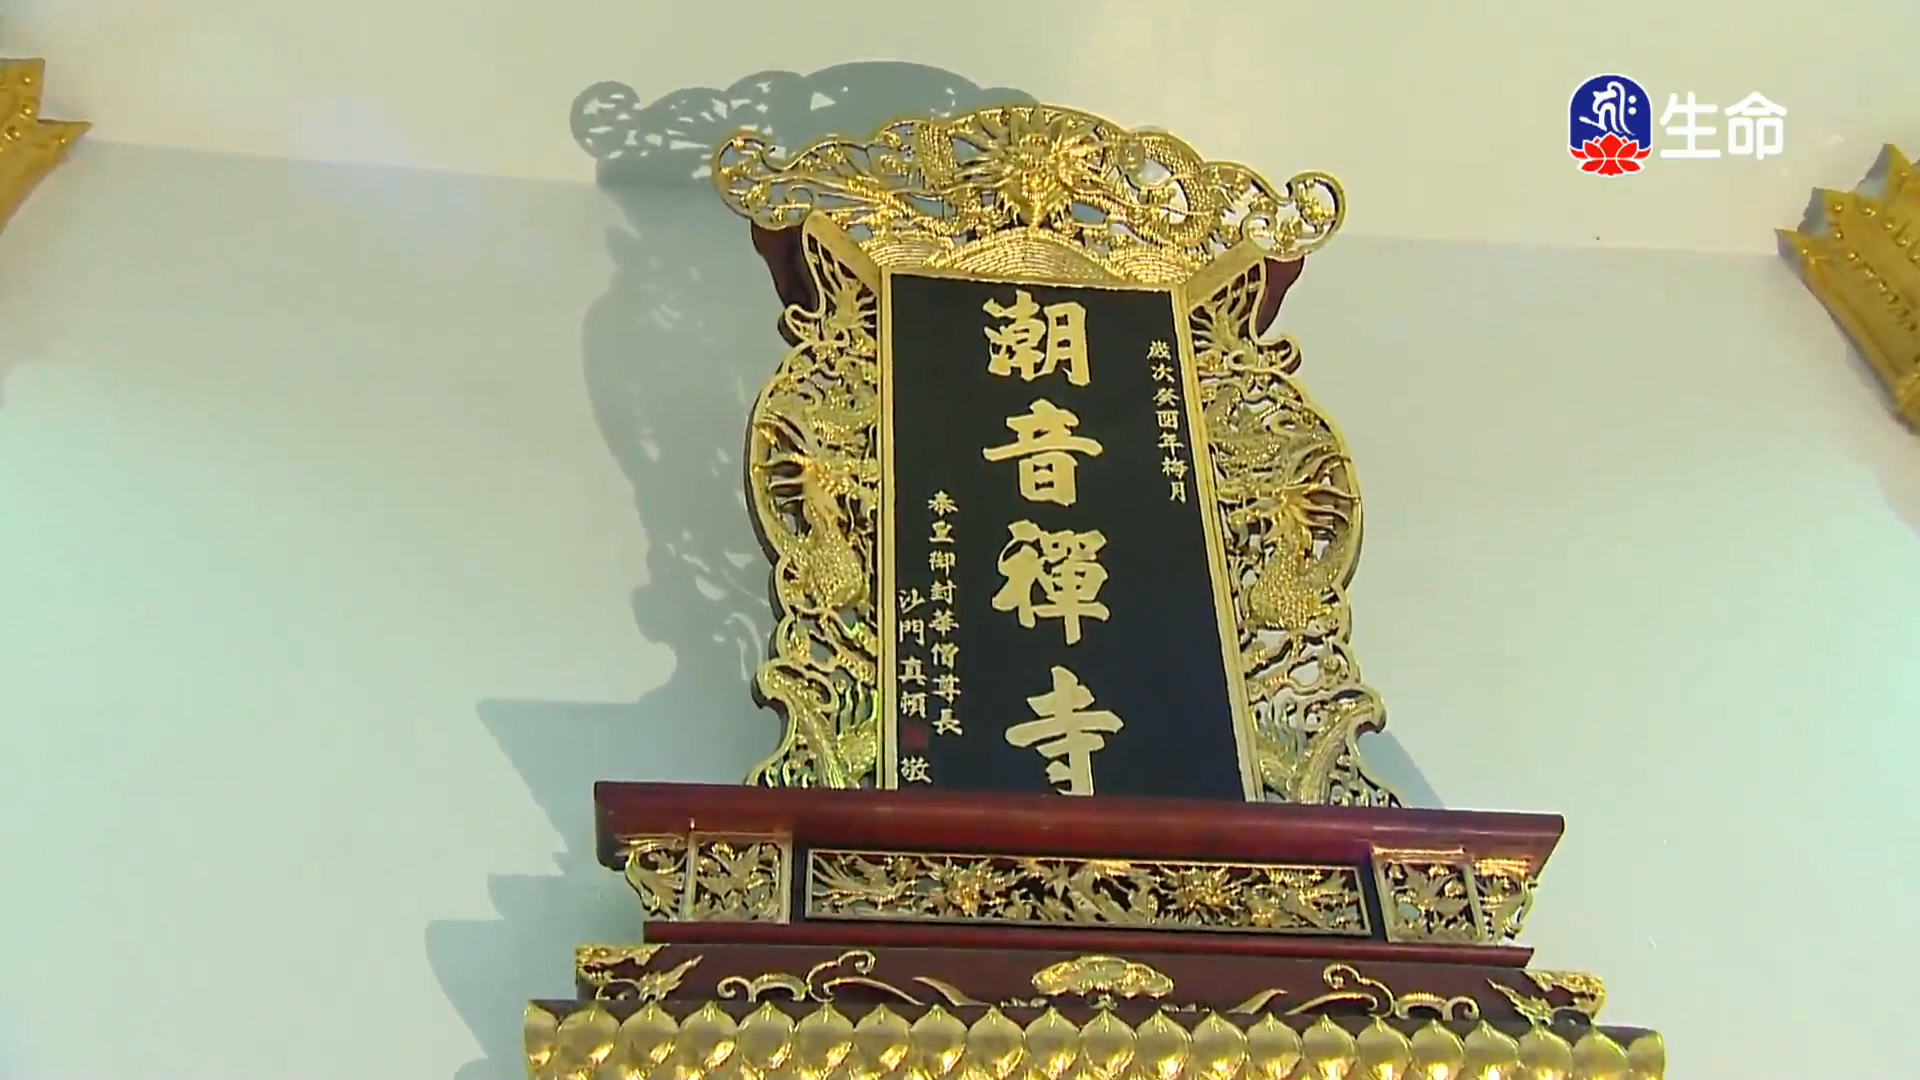 生命
歲次癸酉年梅月
潮音禪寺
泰皇御封華僧尊長
沙門真頓 敬